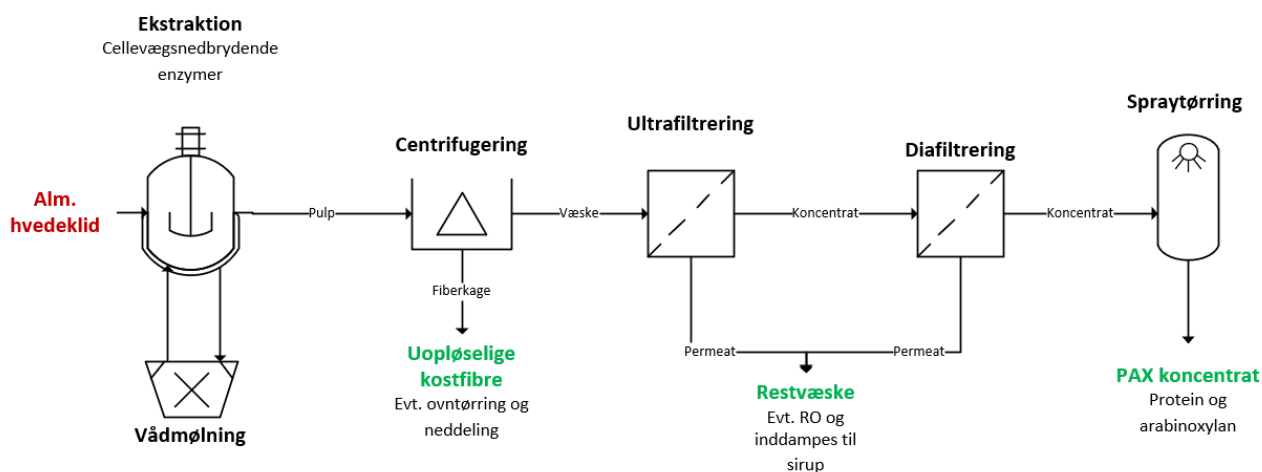 Ekstraktion
Cellevægsnedbrydende
enzymer
Alm.
hvedeklid
Vådmølning
Pulp
Centrifugering
Fiberkage
Uopløselige
kostfibre
Evt. ovntørring og
neddeling
Væske
Ultrafiltrering
Koncentrat
Diafiltrering
Permeat
Permeat
Restvæske
Evt. RO og
inddampes til
sirup
Koncentrat
Spraytørring
PAX koncentrat
Protein og
arabinoxylan